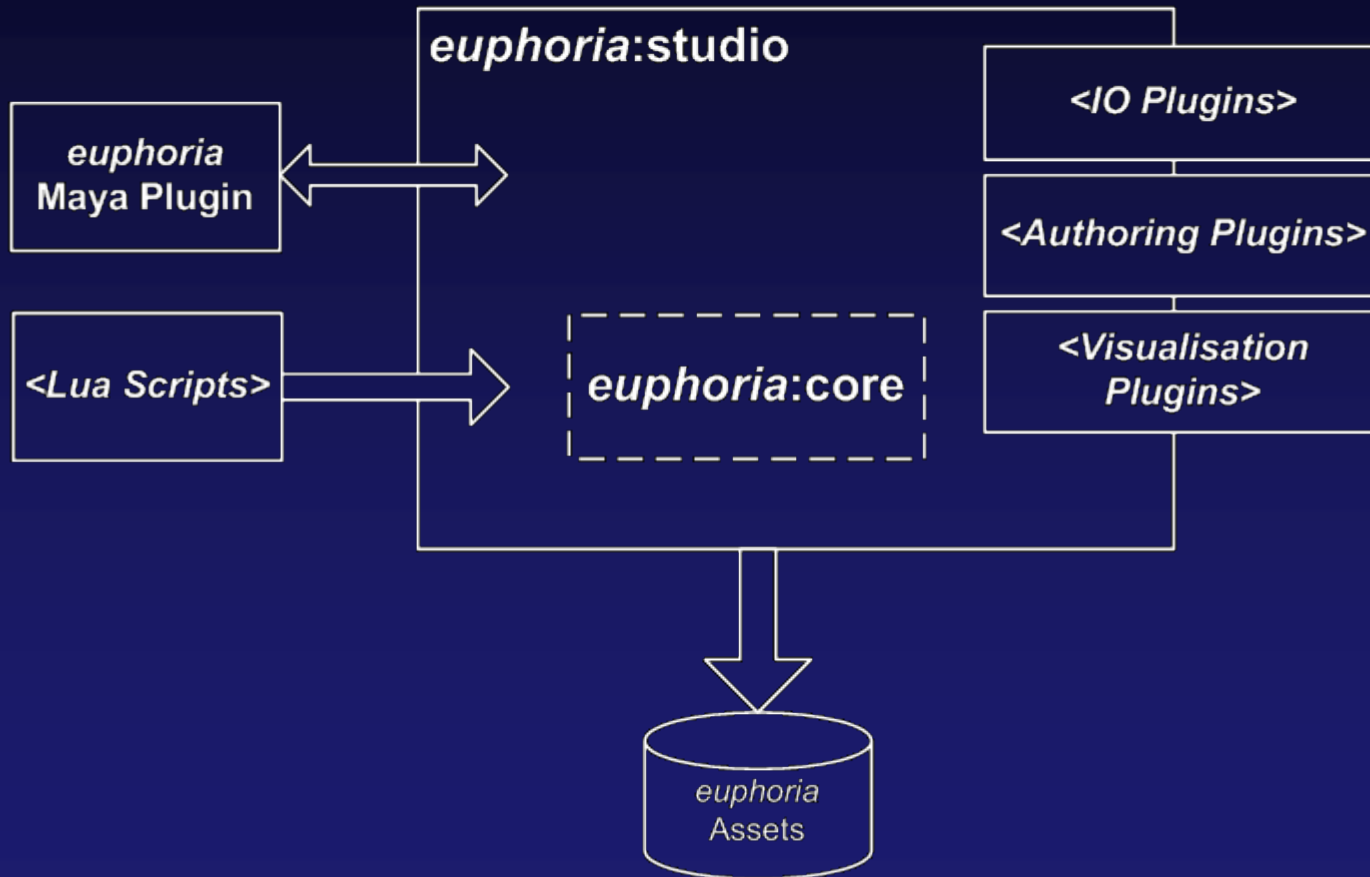 euphoria:studio
<IO Plugins>
euphoria
Maya Plugin
<Authoring Plugins>
<Lua Scripts>
euphoria:core
<Visualisation
Plugins>
euphoria
Assets